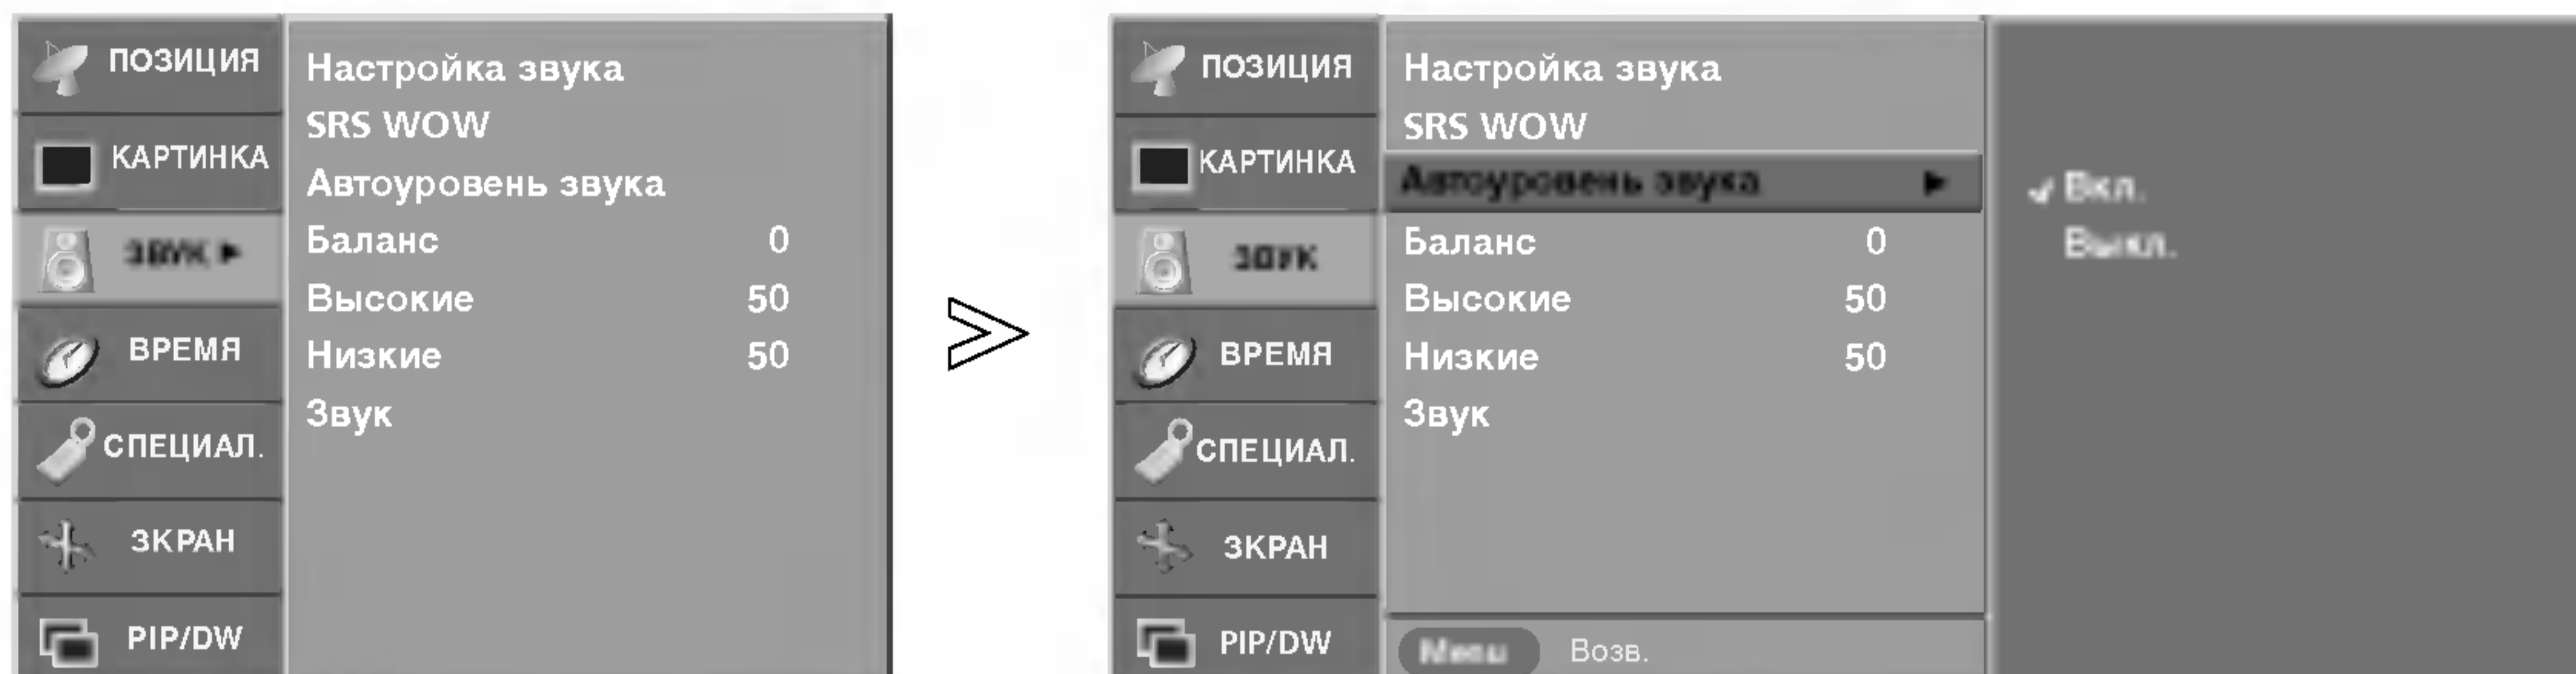 ПОЗИЦИЯ
КАРТИНКА
ЗВУК ►
ВРЕМЯ
СПЕЦИАЛ.
ЗКРАН
PIP/DW
Настройка звука
SRS WOW
Автоуровень звука
Баланс 0
Высокие 50
Низкие 50
Звук
ПОЗИЦИЯ
КАРТИНКА
ЗВУК
ВРЕМЯ
СПЕЦИАЛ.
ЗКРАН
PIP/DW
Настройка звука
SRS WOW
Автоуровень звука ►
Баланс 0
Высокие 50
Низкие 50
Звук
Menu Возв.
✔ Вкл.
Выкл.